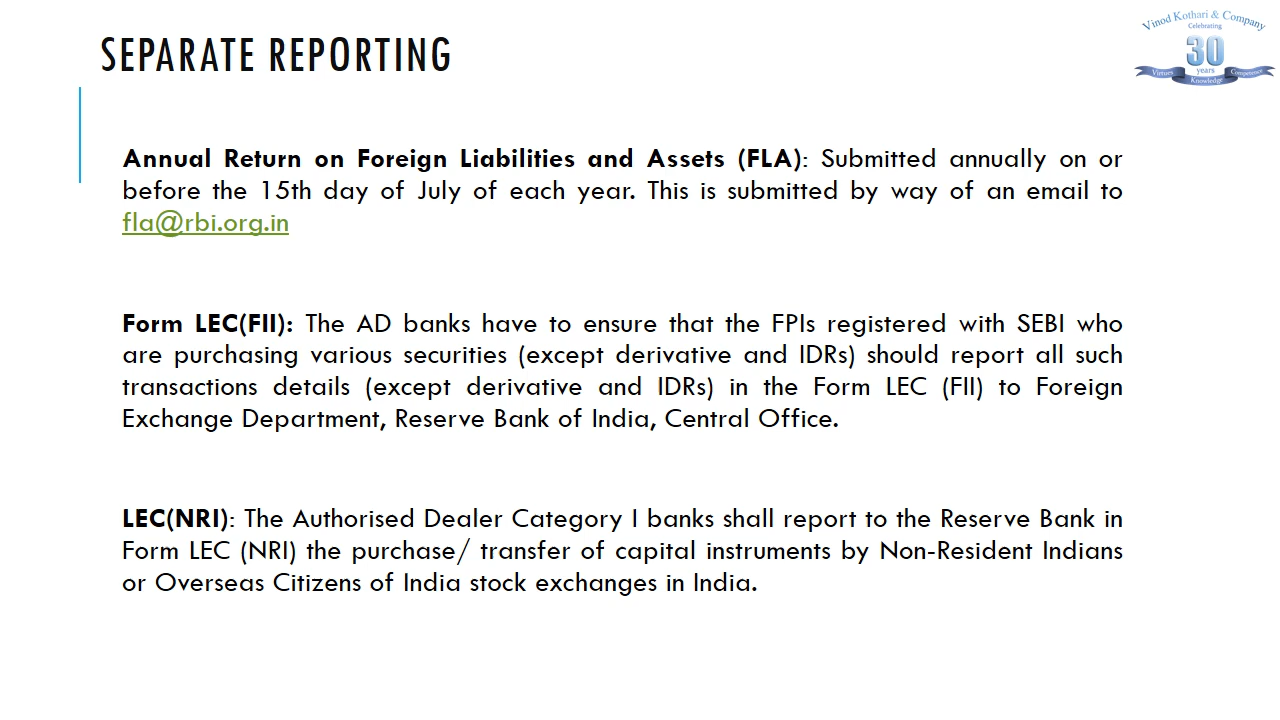 SEPARATE REPORTING
Vinod Kothari & Company
Celebrating
30
years
Virtues
Knowledge
Competence
Annual Return on Foreign Liabilities and Assets (FLA): Submitted annually on or
before the 15th day of July of each year. This is submitted by way of an email to
fla@rbi.org.in
Form LEC(FII): The AD banks have to ensure that the FPIs registered with SEBI who
are purchasing various securities (except derivative and IDRs) should report all such
transactions details (except derivative and IDRs) in the Form LEC (FII) to Foreign
Exchange Department, Reserve Bank of India, Central Office.
LEC(NRI): The Authorised Dealer Category I banks shall report to the Reserve Bank in
Form LEC (NRI) the purchase/ transfer of capital instruments by Non-Resident Indians
or Overseas Citizens of India stock exchanges in India.